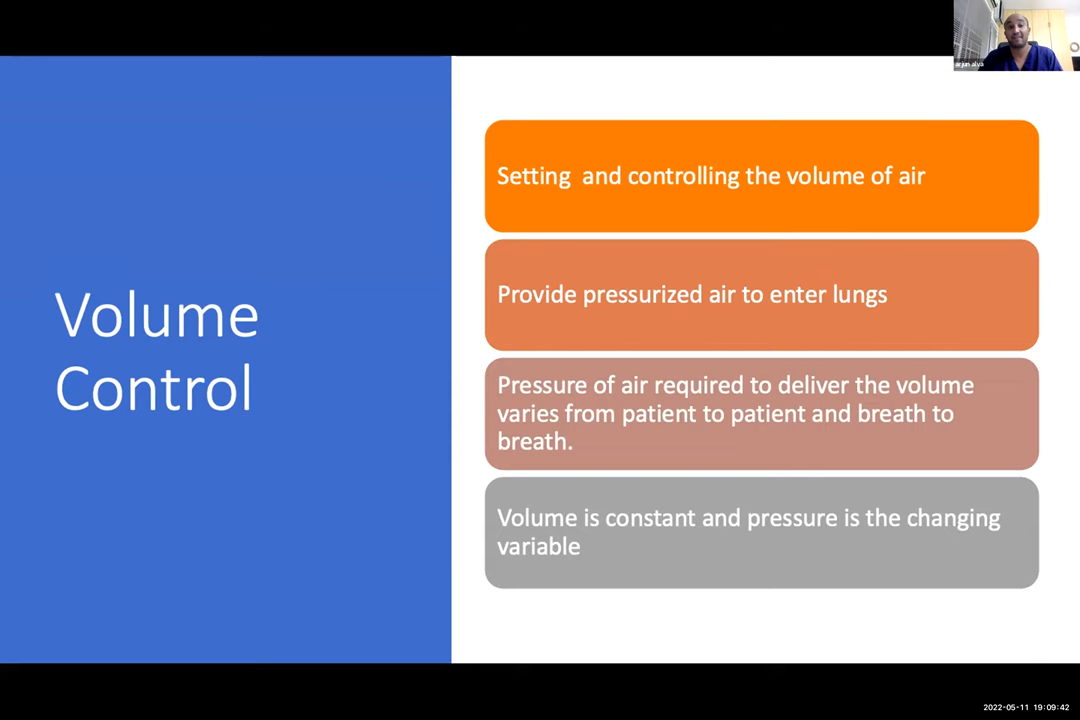 arjun alva
Volume
Control
Setting  and controlling the volume of air
Provide pressurized air to enter lungs
Pressure of air required to deliver the volume
varies from patient to patient and breath to
breath.
Volume is constant and pressure is the changing
variable
2022-05-11 19:09:42